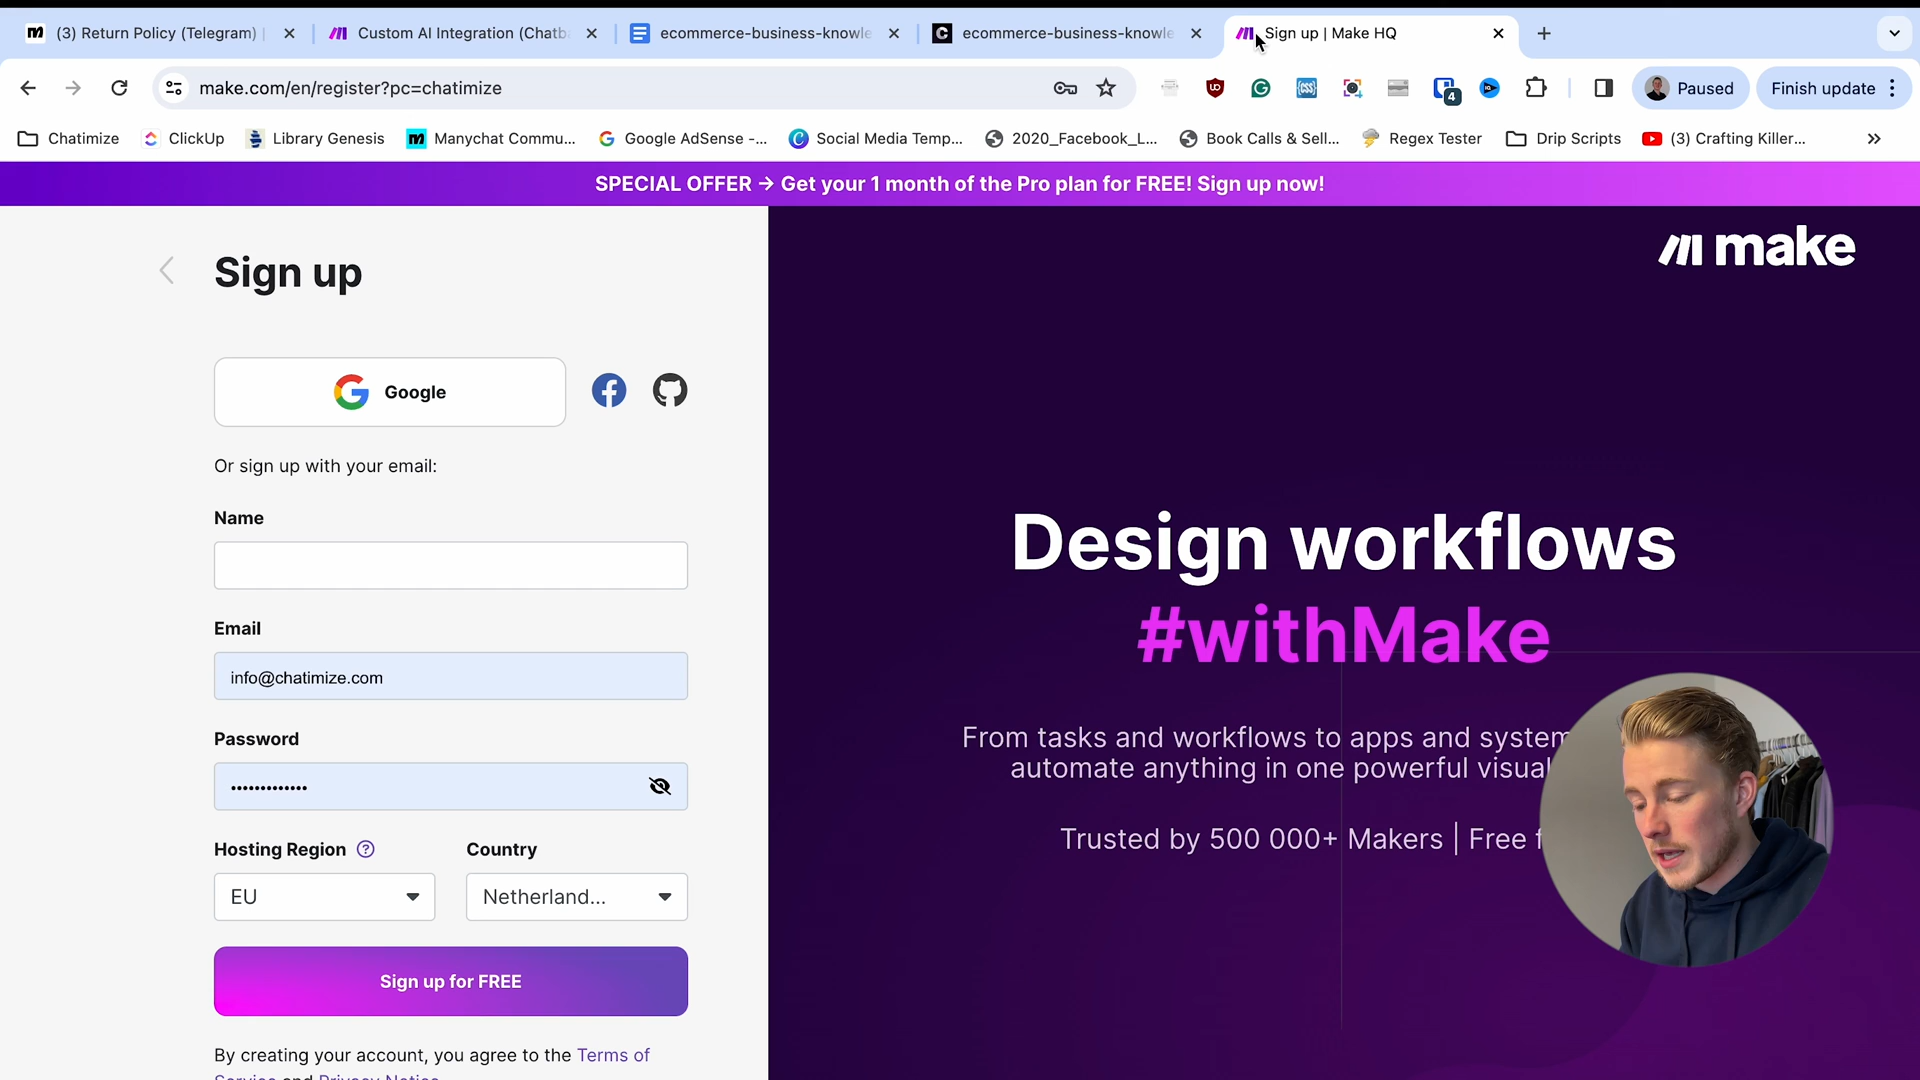 (3) Return Policy (Telegram) |
Custom AI Integration (Chatb
ecommerce-business-knowle
ecommerce-business-knowle
Sign up | Make HQ
make.com/en/register?pc=chatimize
4
Paused
Finish update
Chatimize
ClickUp
Library Genesis
Manychat Commu...
Google AdSense -...
Social Media Temp...
2020_Facebook_L...
Book Calls & Sell...
Regex Tester
Drip Scripts
(3) Crafting Killer...
SPECIAL OFFER → Get your 1 month of the Pro plan for FREE! Sign up now!
Sign up
Google
Or sign up with your email:
Name
Email
info@chatimize.com
Password
•••••••••••••
Hosting Region
Country
EU
Netherland...
Sign up for FREE
By creating your account, you agree to the Terms of
Service and Privacy Notice
make
Design workflows
#withMake
From tasks and workflows to apps and system
automate anything in one powerful visual
Trusted by 500 000+ Makers | Free f